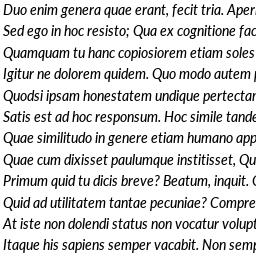 Duo enim genera quae erant, fecit tria. Aper
Sed ego in hoc resisto; Qua ex cognitione fac
Quamquam tu hanc copiosiorem etiam soles
Igitur ne dolorem quidem. Quo modo autem
Quodsi ipsam honestatem undique pertectar
Satis est ad hoc responsum. Hoc simile tande
Quae similitudo in genere etiam humano app
Quae cum dixisset paulumque institisset, Qu
Primum quid tu dicis breve? Beatum, inquit.
Quid ad utilitatem tantae pecuniae? Compre
At iste non dolendi status non vocatur volupt
Itaque his sapiens semper vacabit. Non sem